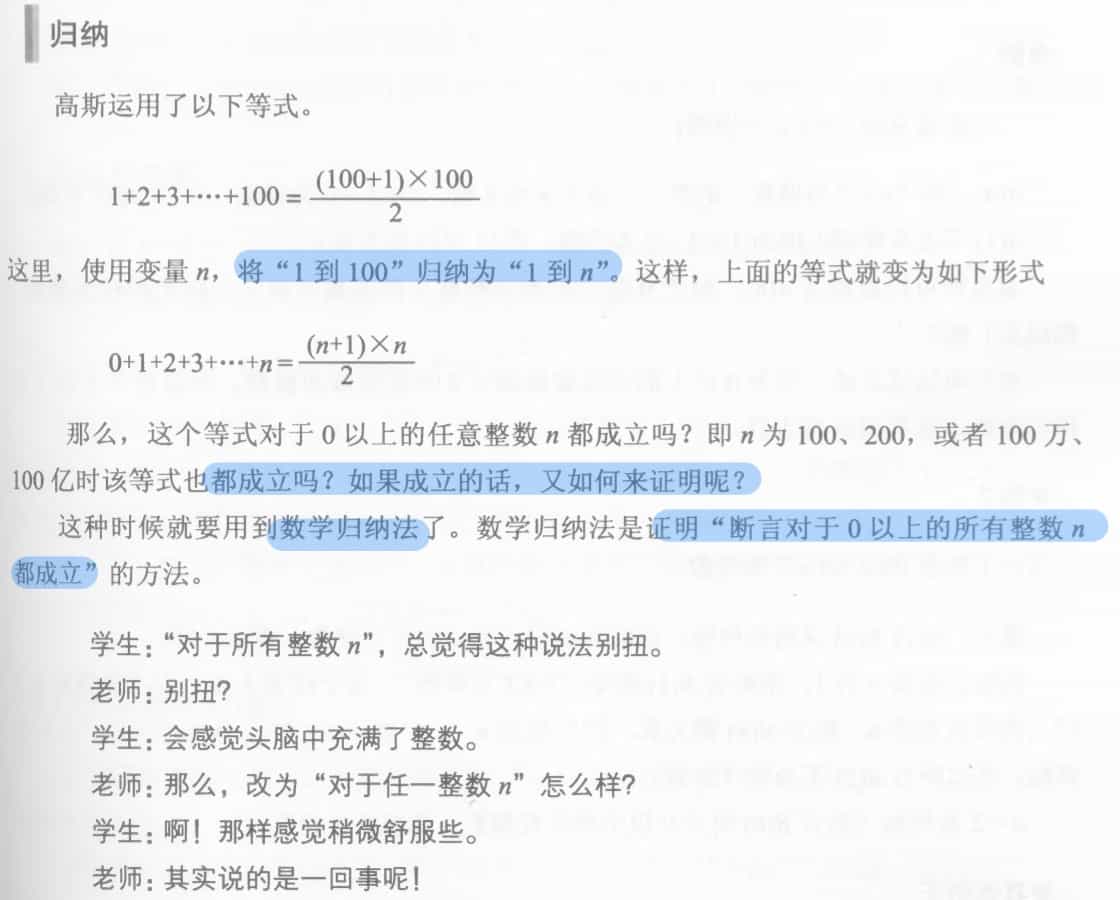 归纳
高斯运用了以下等式。
1+2+3+···+100 = (100+1)×100 / 2
这里，使用变量 n，将“1 到 100”归纳为“1 到 n”。这样，上面的等式就变为如下形式
0+1+2+3+···+n = (n+1)×n / 2
那么，这个等式对于 0 以上的任意整数 n 都成立吗？即 n 为 100、200，或者 100 万、
100 亿时该等式也都成立吗？如果成立的话，又如何来证明呢？
这种时候就要用到数学归纳法了。数学归纳法是证明“断言对于 0 以上的所有整数 n
都成立”的方法。
学生：“对于所有整数 n”，总觉得这种说法别扭。
老师：别扭？
学生：会感觉头脑中充满了整数。
老师：那么，改为“对于任一整数 n”怎么样？
学生：啊！那样感觉稍微舒服些。
老师：其实说的是一回事呢！